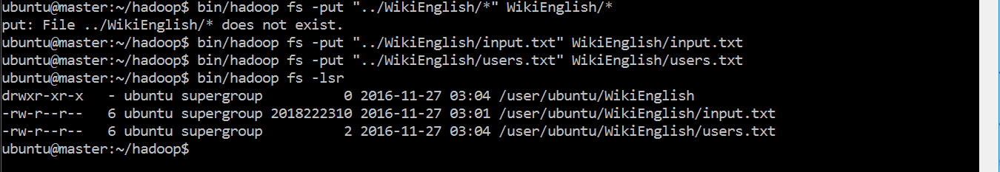 ubuntu@master:~/hadoop$ bin/hadoop fs -put "../WikiEnglish/*" WikiEnglish/*
put: File ../WikiEnglish/* does not exist.
ubuntu@master:~/hadoop$ bin/hadoop fs -put "../WikiEnglish/input.txt" WikiEnglish/input.txt
ubuntu@master:~/hadoop$ bin/hadoop fs -put "../WikiEnglish/users.txt" WikiEnglish/users.txt
ubuntu@master:~/hadoop$ bin/hadoop fs -lsr
drwxr-xr-x   - ubuntu supergroup          0 2016-11-27 03:04 /user/ubuntu/WikiEnglish
-rw-r--r--   6 ubuntu supergroup 2018222310 2016-11-27 03:01 /user/ubuntu/WikiEnglish/input.txt
-rw-r--r--   6 ubuntu supergroup          2 2016-11-27 03:04 /user/ubuntu/WikiEnglish/users.txt
ubuntu@master:~/hadoop$